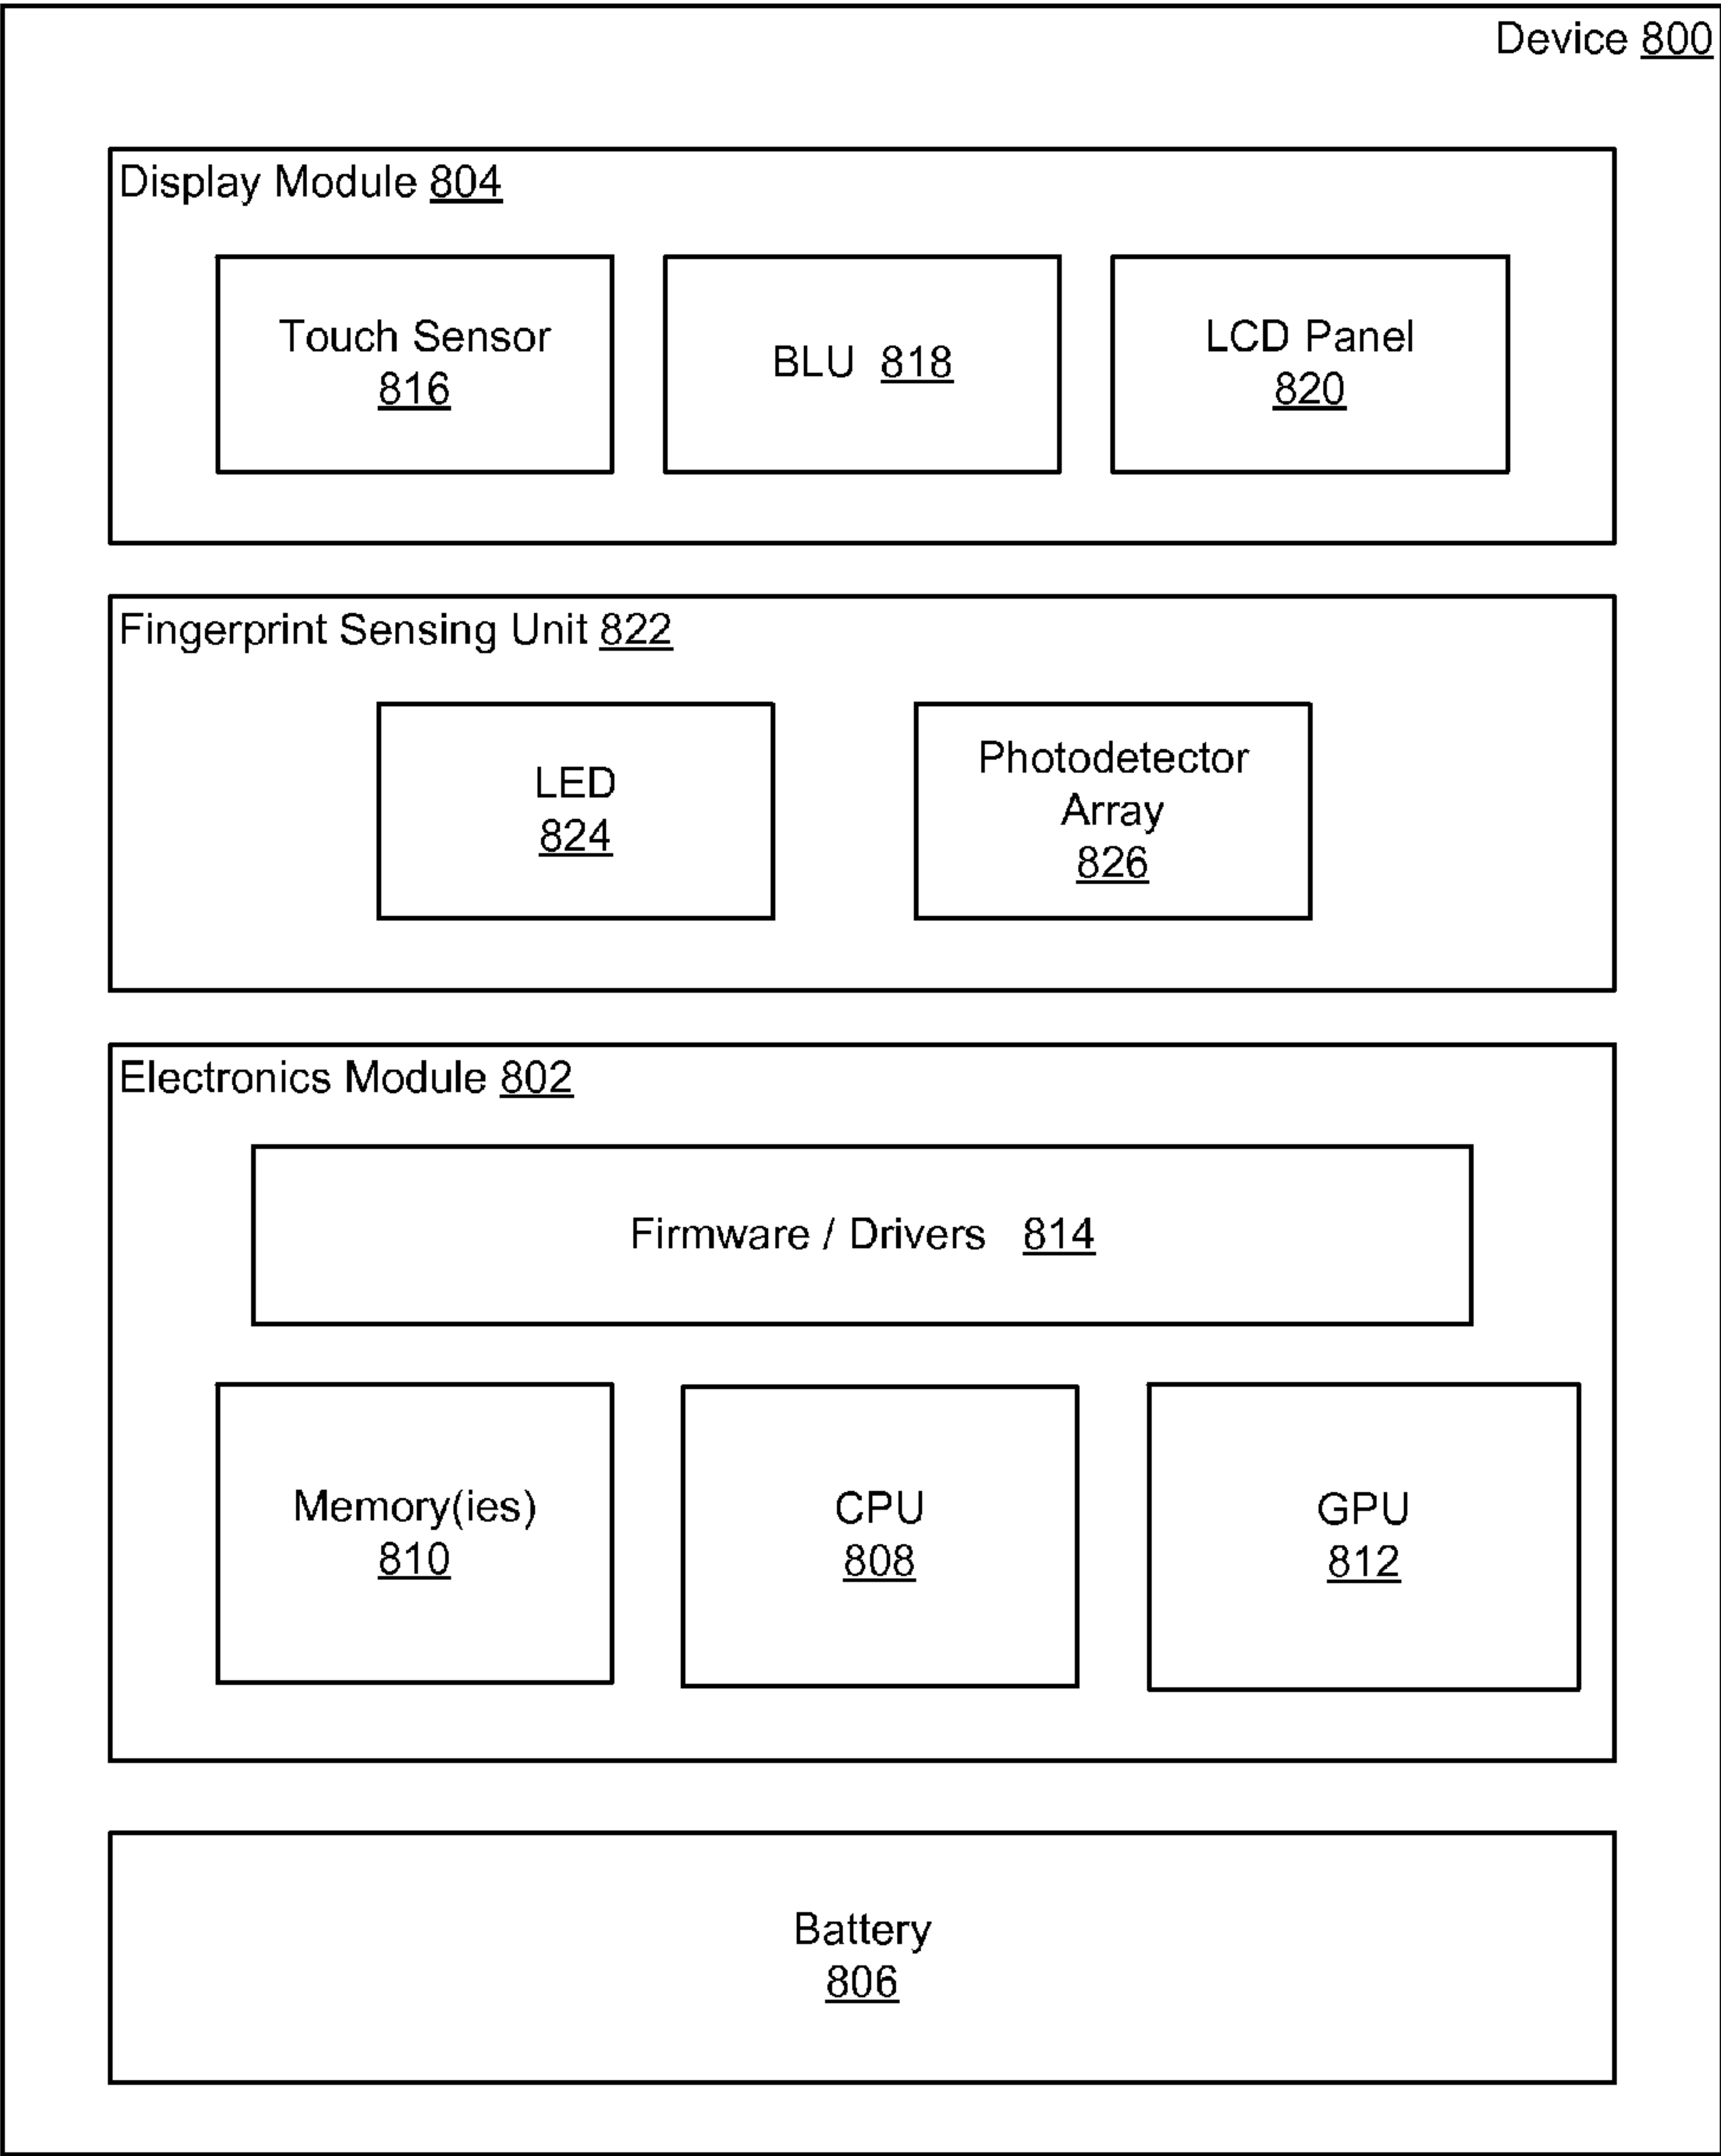 Device 800
Display Module 804
Touch Sensor
816
BLU 818
LCD Panel
820
Fingerprint Sensing Unit 822
LED
824
Photodetector
Array
826
Electronics Module 802
Firmware / Drivers 814
Memory(ies)
810
CPU
808
GPU
812
Battery
806